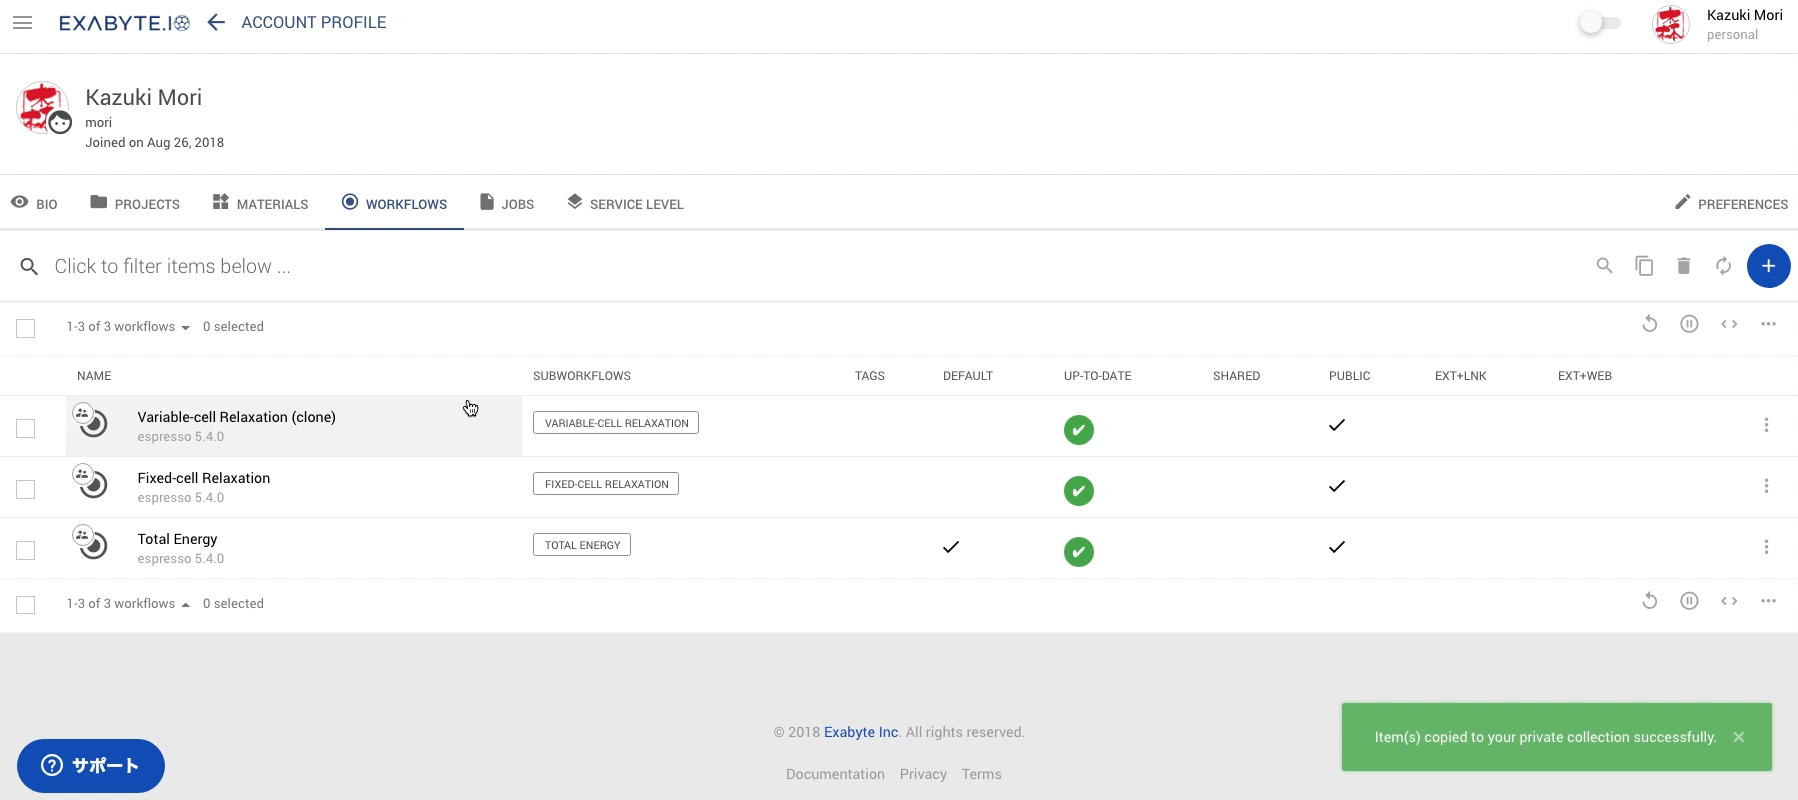 EXABYTE.IO
ACCOUNT PROFILE
Kazuki Mori
personal
Kazuki Mori
mori
Joined on Aug 26, 2018
BIO
PROJECTS
MATERIALS
WORKFLOWS
JOBS
SERVICE LEVEL
PREFERENCES
Click to filter items below ...
1-3 of 3 workflows
0 selected
NAME
SUBWORKFLOWS
TAGS
DEFAULT
UP-TO-DATE
SHARED
PUBLIC
EXT+LNK
EXT+WEB
Variable-cell Relaxation (clone)
espresso 5.4.0
VARIABLE-CELL RELAXATION
Fixed-cell Relaxation
espresso 5.4.0
FIXED-CELL RELAXATION
Total Energy
espresso 5.4.0
TOTAL ENERGY
1-3 of 3 workflows
0 selected
© 2018 Exabyte Inc. All rights reserved.
Item(s) copied to your private collection successfully.
サポート
Documentation
Privacy
Terms